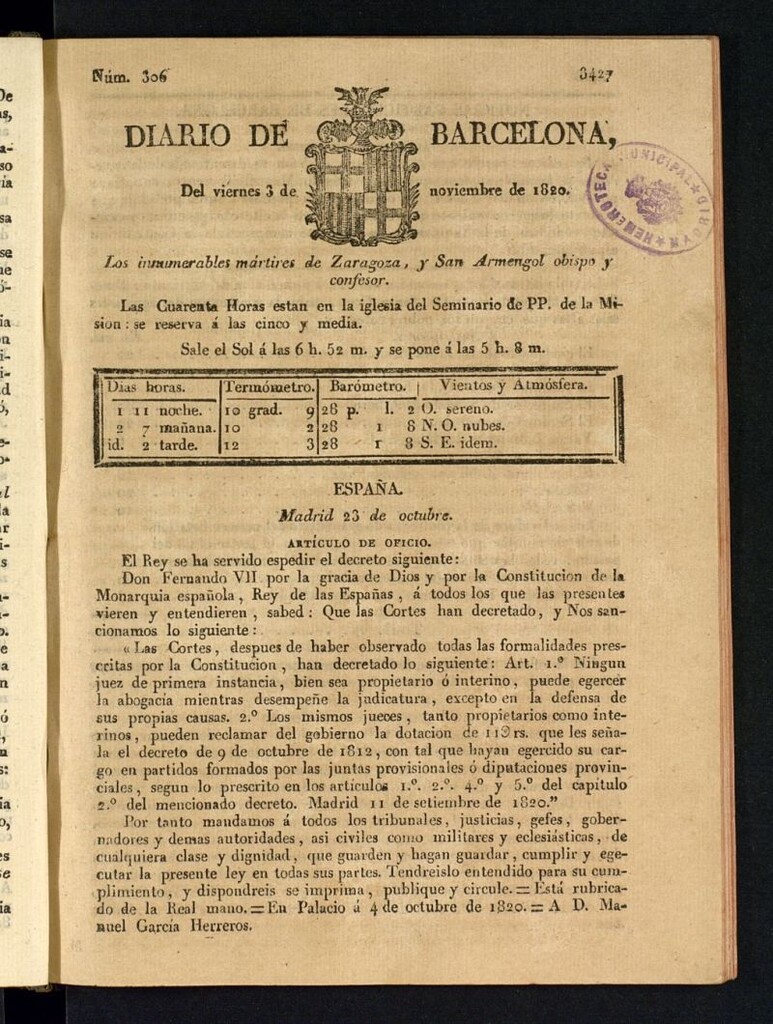 Núm. 306
3427
DIARIO DE BARCELONA,
Del viernes 3 de noviembre de 1820.
HEMEROTECA MUNICIPAL ★ MADRID ★
Los innumerables mártires de Zaragoza, y San Armengol obispo y
confesor.
Las Cuarenta Horas estan en la iglesia del Seminario de PP. de la Mi-
sion: se reserva á las cinco y media.
Sale el Sol á las 6 h. 52 m. y se pone á las 5 h. 8 m.
Dias horas. Termómetro. Barómetro. Vientos y Atmósfera.
1 11 noche. 10 grad. 9 28 p. l. 2 O. sereno.
2 7 mañana. 10 2 28 1 8 N. O. nubes.
id. 2 tarde. 12 3 28 1 8 S. E. idem.
ESPAÑA.
Madrid 23 de octubre.
ARTÍCULO DE OFICIO.
El Rey se ha servido espedir el decreto siguiente:
Don Fernando VII por la gracia de Dios y por la Constitucion de la
Monarquia española, Rey de las Españas, á todos los que las presentes
vieren y entendieren, sabed: Que las Cortes han decretado, y Nos san-
cionamos lo siguiente:
«Las Cortes, despues de haber observado todas las formalidades pres-
critas por la Constitucion, han decretado lo siguiente: Art. 1.º Ningun
juez de primera instancia, bien sea propietario ó interino, puede egercer
la abogacía mientras desempeñe la judicatura, excepto en la defensa de
sus propias causas. 2.º Los mismos jueces, tanto propietarios como inte-
rinos, pueden reclamar del gobierno la dotacion de rs. que les seña-
la el decreto de 9 de octubre de 1812, con tal que hayan egercido su car-
go en partidos formados por las juntas provisionales ó diputaciones provin-
ciales, segun lo prescrito en los articulos 1.º. 2.º. 4.º y 5.º del capítulo
2.º del mencionado decreto. Madrid 11 de setiembre de 1820."
Por tanto mandamos á todos los tribunales, justicias, gefes, gober-
nadores y demas autoridades, asi civiles como militares y eclesiásticas, de
cualquiera clase y dignidad, que guarden y hagan guardar, cumplir y ege-
cutar la presente ley en todas sus partes. Tendreislo entendido para su cum-
plimiento, y dispondreis se imprima, publique y circule. = Está rubrica-
do de la Real mano. = En Palacio á 4 de octubre de 1820. = A D. Ma-
nuel García Herreros.